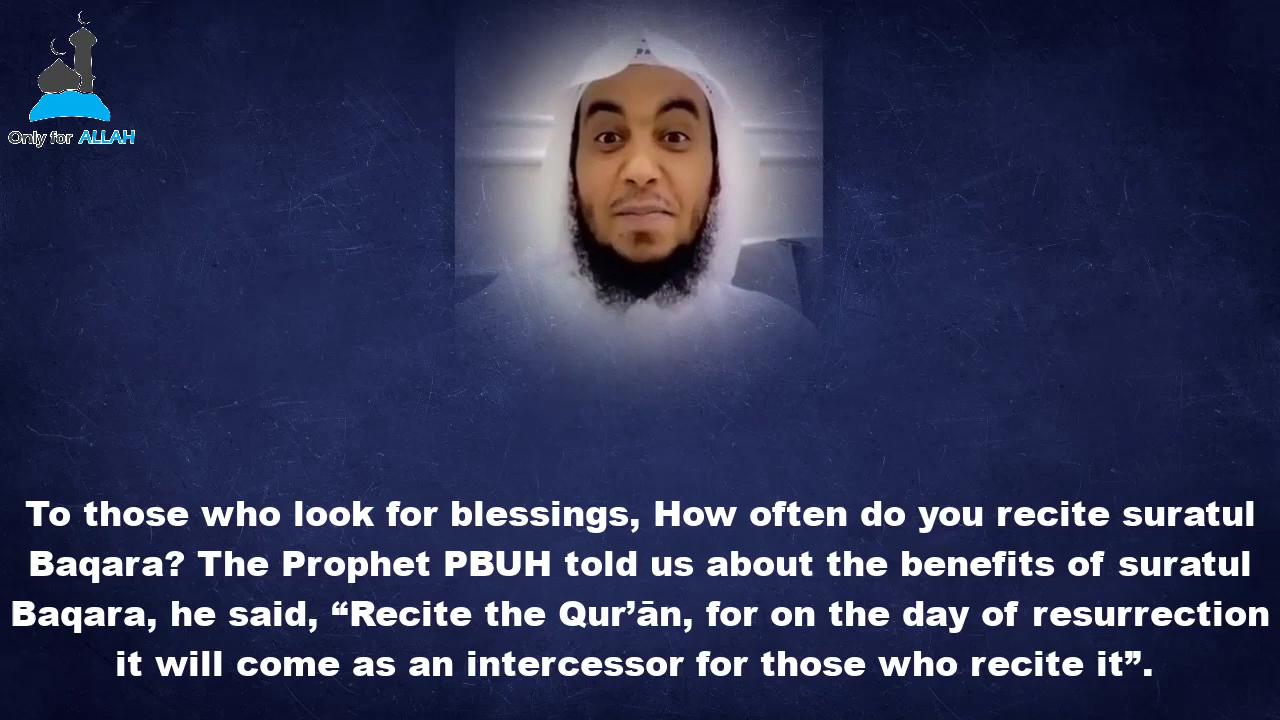 Only for ALLAH
To those who look for blessings, How often do you recite suratul
Baqara? The Prophet PBUH told us about the benefits of suratul
Baqara, he said, “Recite the Qur’ān, for on the day of resurrection
it will come as an intercessor for those who recite it”.